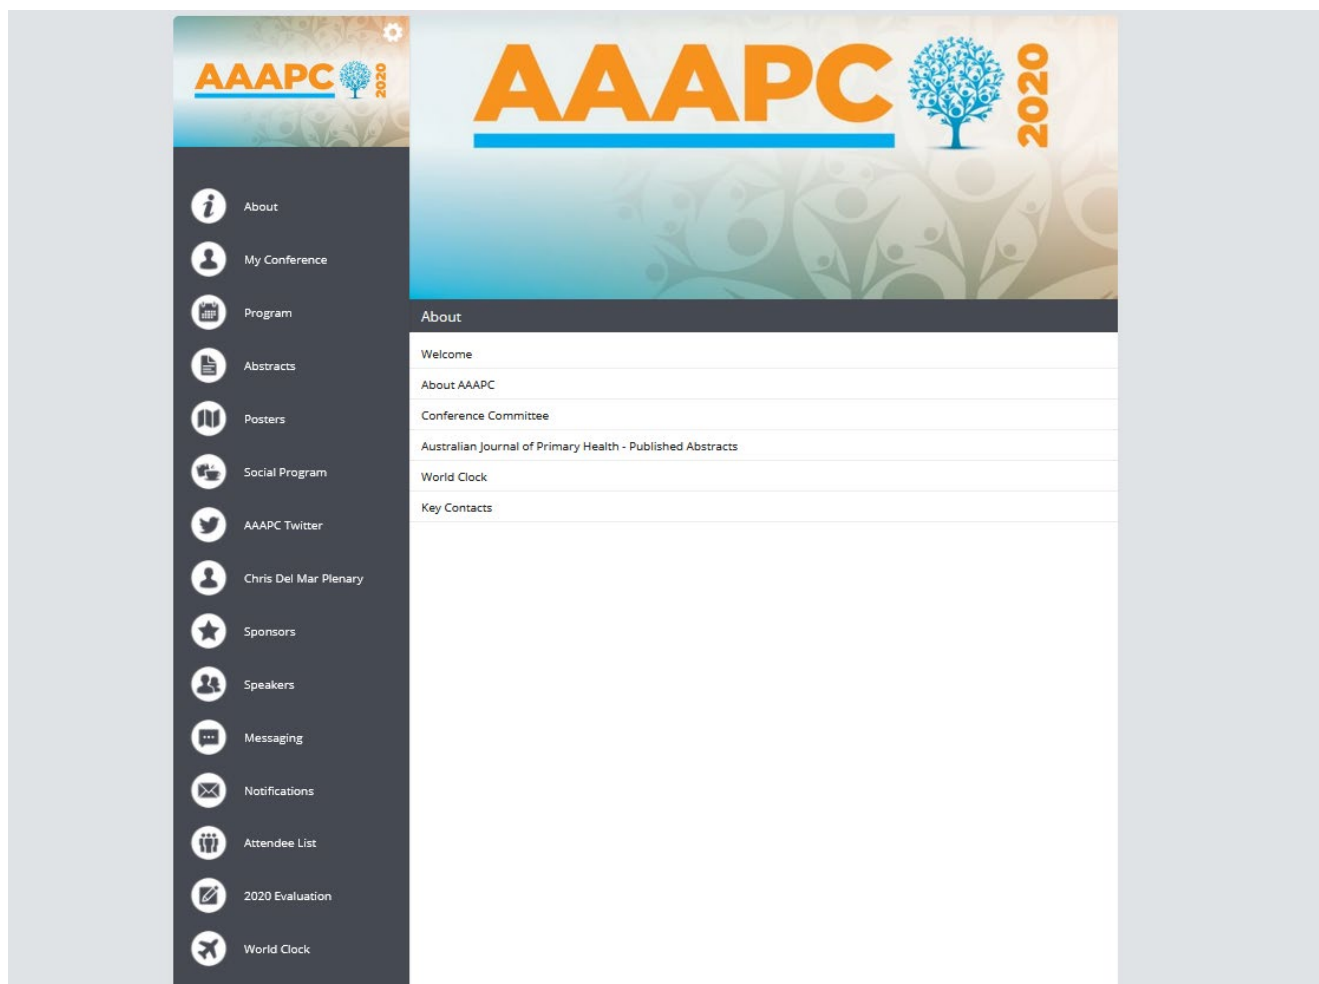 AAAPC 2020
About
My Conference
Program
Abstracts
Posters
Social Program
AAAPC Twitter
Chris Del Mar Plenary
Sponsors
Speakers
Messaging
Notifications
Attendee List
2020 Evaluation
World Clock
AAAPC 2020
About
Welcome
About AAAPC
Conference Committee
Australian Journal of Primary Health - Published Abstracts
World Clock
Key Contacts